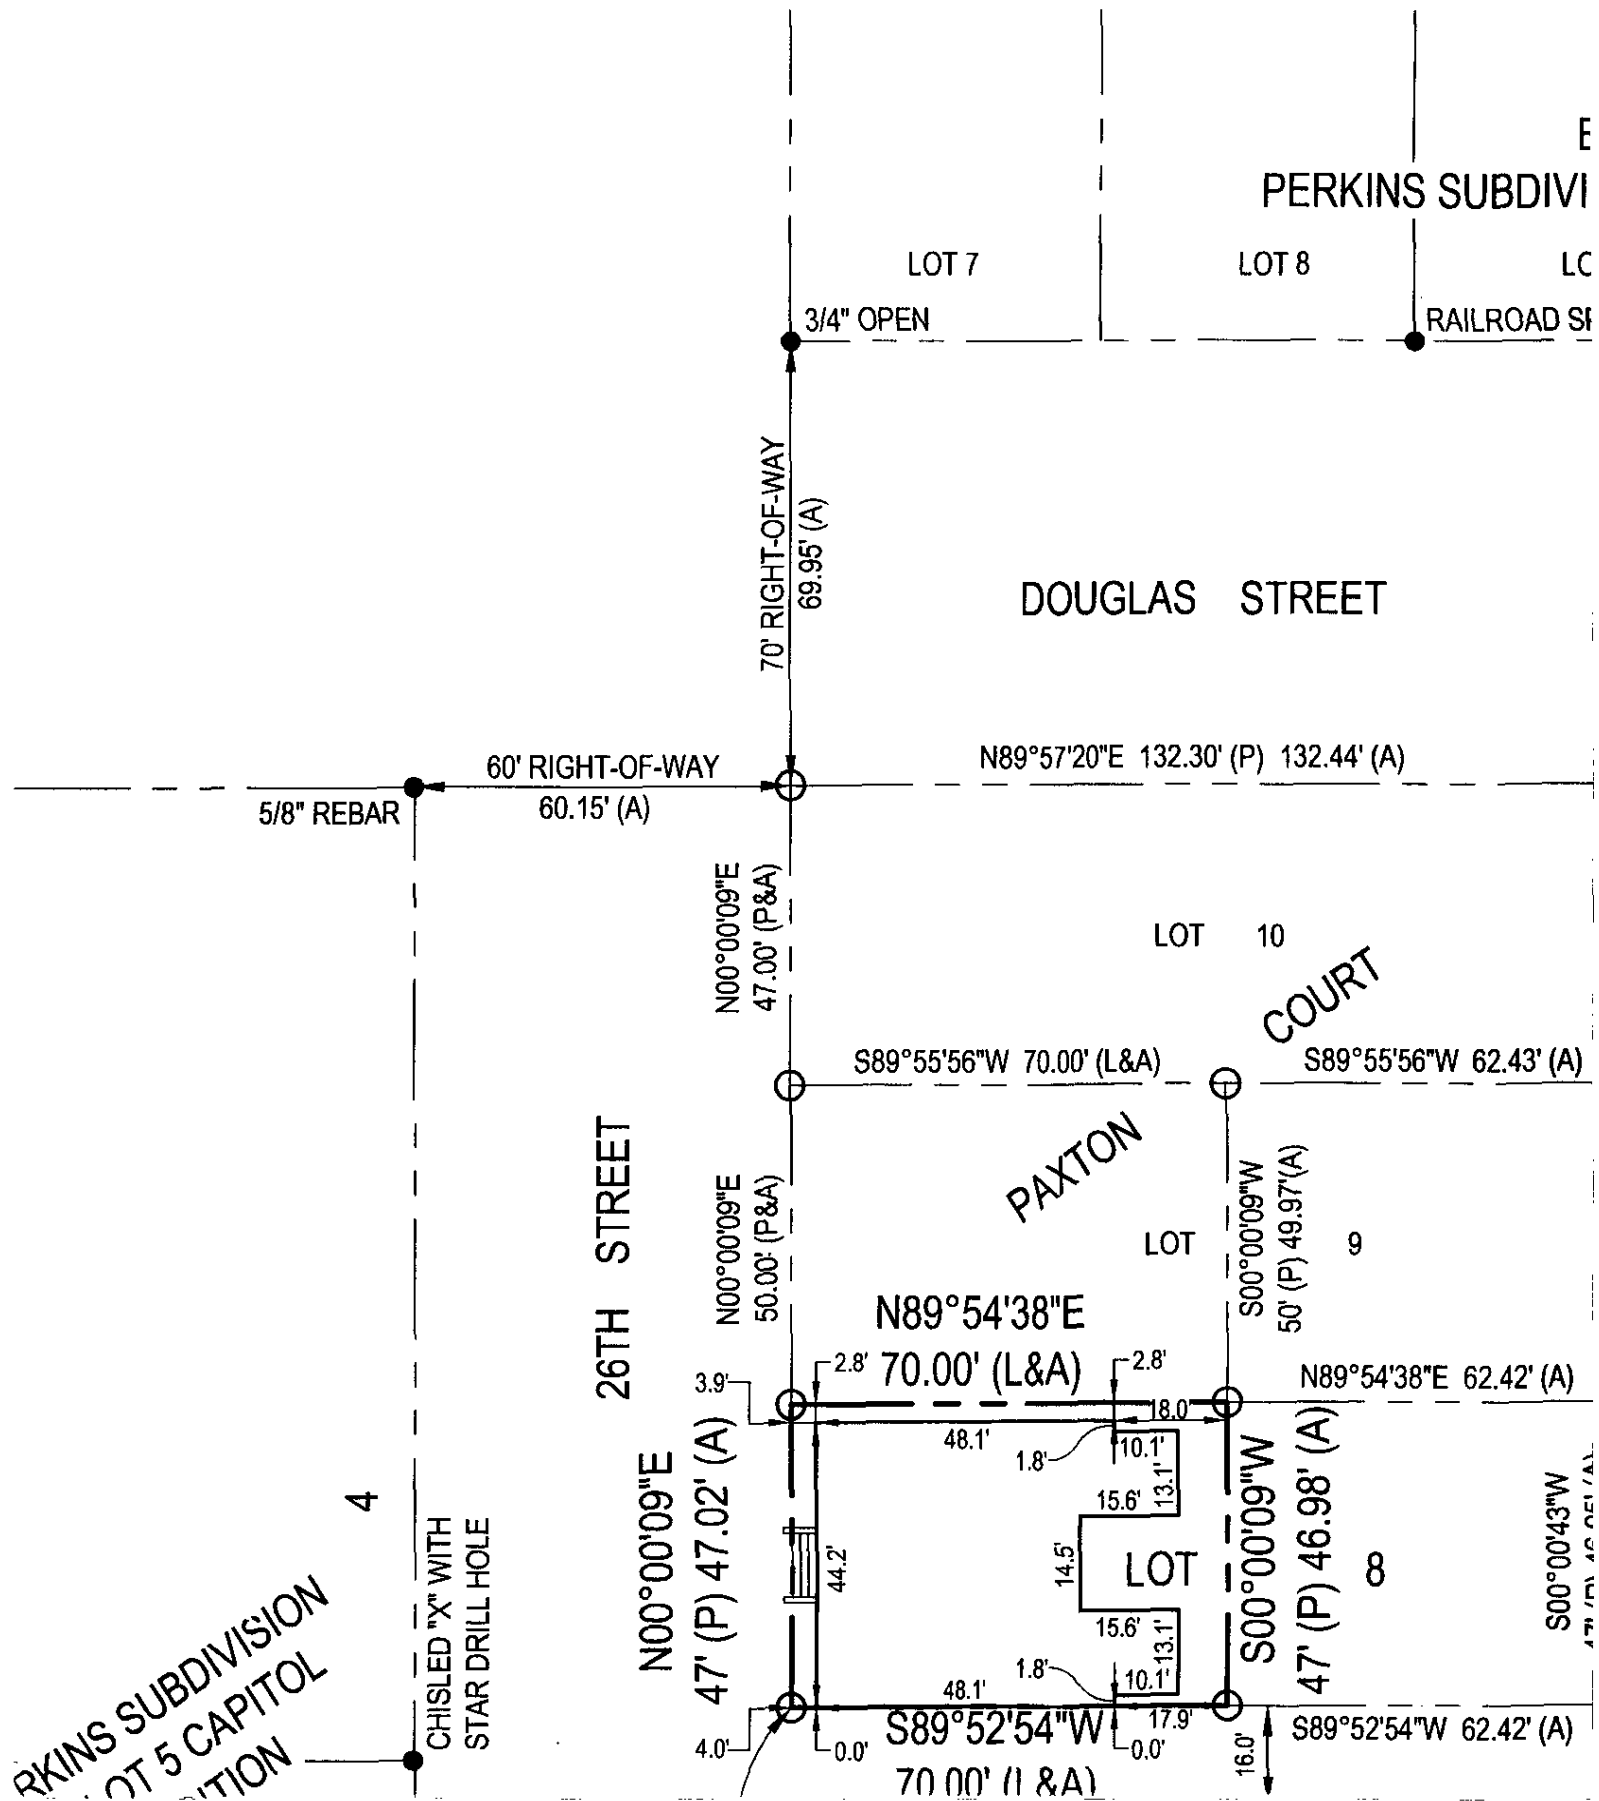 E
PERKINS SUBDIVI
LOT 7
LOT 8
LO
3/4" OPEN
RAILROAD SP
70' RIGHT-OF-WAY
69.95' (A)
DOUGLAS STREET
60' RIGHT-OF-WAY
60.15' (A)
5/8" REBAR
N89°57'20"E 132.30' (P) 132.44' (A)
N00°00'09"E
47.00' (P&A)
LOT 10
COURT
S89°55'56"W 70.00' (L&A)
S89°55'56"W 62.43' (A)
26TH STREET
PAXTON
N00°00'09"E
50.00' (P&A)
S00°00'09"W
50' (P) 49.97'(A)
LOT 9
N89°54'38"E
70.00' (L&A)
2.8'
2.8'
3.9'
N89°54'38"E 62.42' (A)
18.0'
48.1'
1.8'
10.1'
13.1'
15.6'
N00°00'09"E
47' (P) 47.02' (A)
44.2'
14.5'
LOT 8
S00°00'09"W
47' (P) 46.98' (A)
S00°00'43"W
4
CHISLED "X" WITH
STAR DRILL HOLE
15.6'
13.1'
1.8'
10.1'
48.1'
17.9'
S89°52'54"W
70.00' (L&A)
4.0'
0.0'
0.0'
16.0'
S89°52'54"W 62.42' (A)
RKINS SUBDIVISION
LOT 5 CAPITOL
ITION